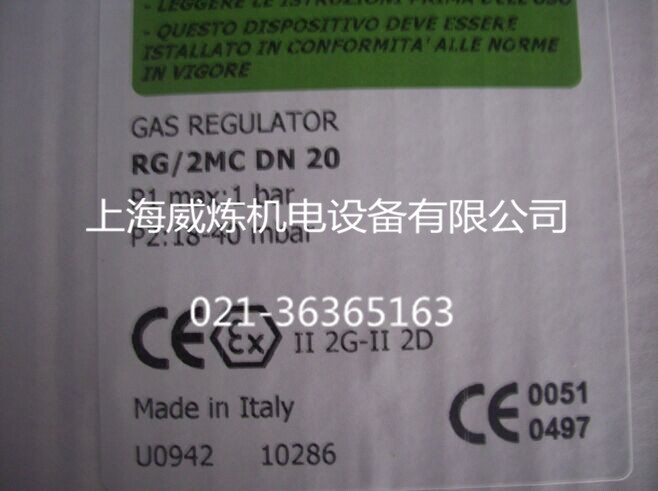 - LEGGERE LE ISTRUZIONI PRIMA DELL'USO
- QUESTO DISPOSITIVO DEVE ESSERE
ISTALLATO IN CONFORMITA' ALLE NORME
IN VIGORE
GAS REGULATOR
RG/2MC DN 20
P1 max:1 bar
上海威炼机电设备有限公司
P2:18-40 mbar
021-36365163
CE Ex II 2G-II 2D
Made in Italy
CE 0051
0497
U0942 10286